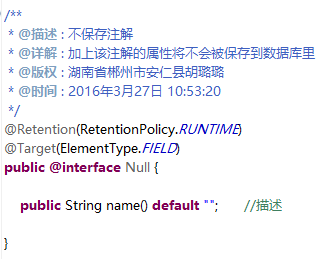 /**
 * @描述 : 不保存注解
 * @详解 : 加上该注解的属性将不会被保存到数据库里
 * @版权 : 湖南省郴州市安仁县胡璐璐
 * @时间 : 2016年3月27日 10:53:20
 */
@Retention(RetentionPolicy.RUNTIME)
@Target(ElementType.FIELD)
public @interface Null {
    public String name() default "";      //描述
}